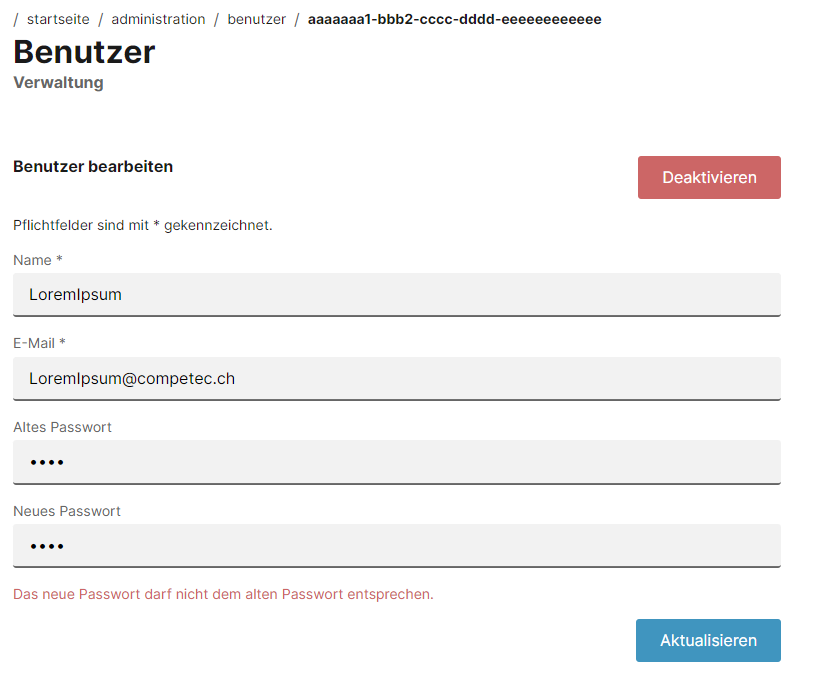 / startseite / administration / benutzer / aaaaaaa1-bbb2-cccc-dddd-eeeeeeeeeeee
Benutzer
Verwaltung
Benutzer bearbeiten
Deaktivieren
Pflichtfelder sind mit * gekennzeichnet.
Name *
LoremIpsum
E-Mail *
LoremIpsum@competec.ch
Altes Passwort
••••
Neues Passwort
••••
Das neue Passwort darf nicht dem alten Passwort entsprechen.
Aktualisieren